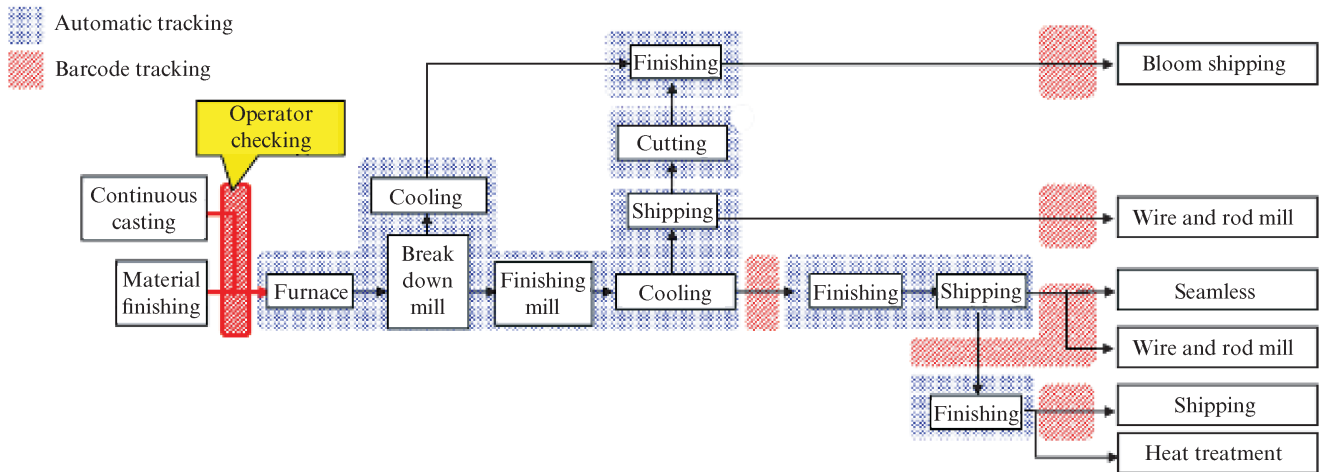 Automatic tracking
Barcode tracking
Operator
checking
Continuous
casting
Material
finishing
Furnace
Cooling
Break
down
mill
Finishing
mill
Finishing
Cutting
Shipping
Cooling
Finishing
Shipping
Finishing
Bloom shipping
Wire and rod mill
Seamless
Wire and rod mill
Shipping
Heat treatment